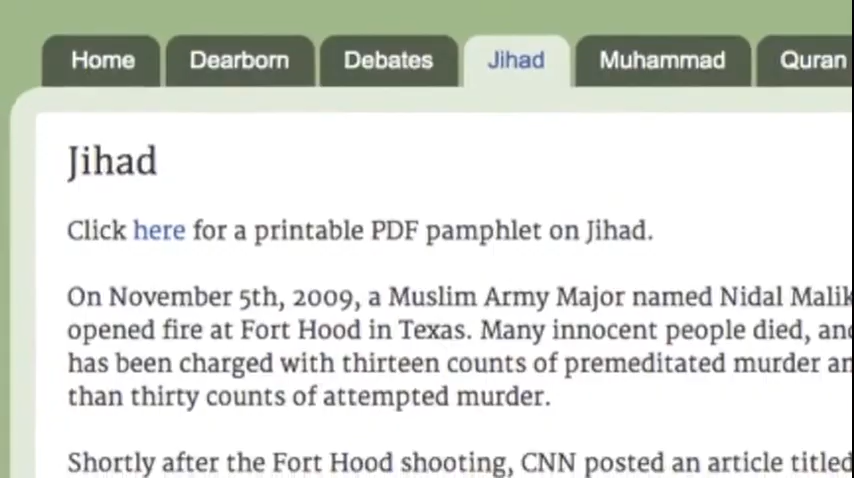 Home Dearborn Debates Jihad Muhammad Quran
Jihad
Click here for a printable PDF pamphlet on Jihad.
On November 5th, 2009, a Muslim Army Major named Nidal Malik
opened fire at Fort Hood in Texas. Many innocent people died, and
has been charged with thirteen counts of premeditated murder an
than thirty counts of attempted murder.
Shortly after the Fort Hood shooting, CNN posted an article titled